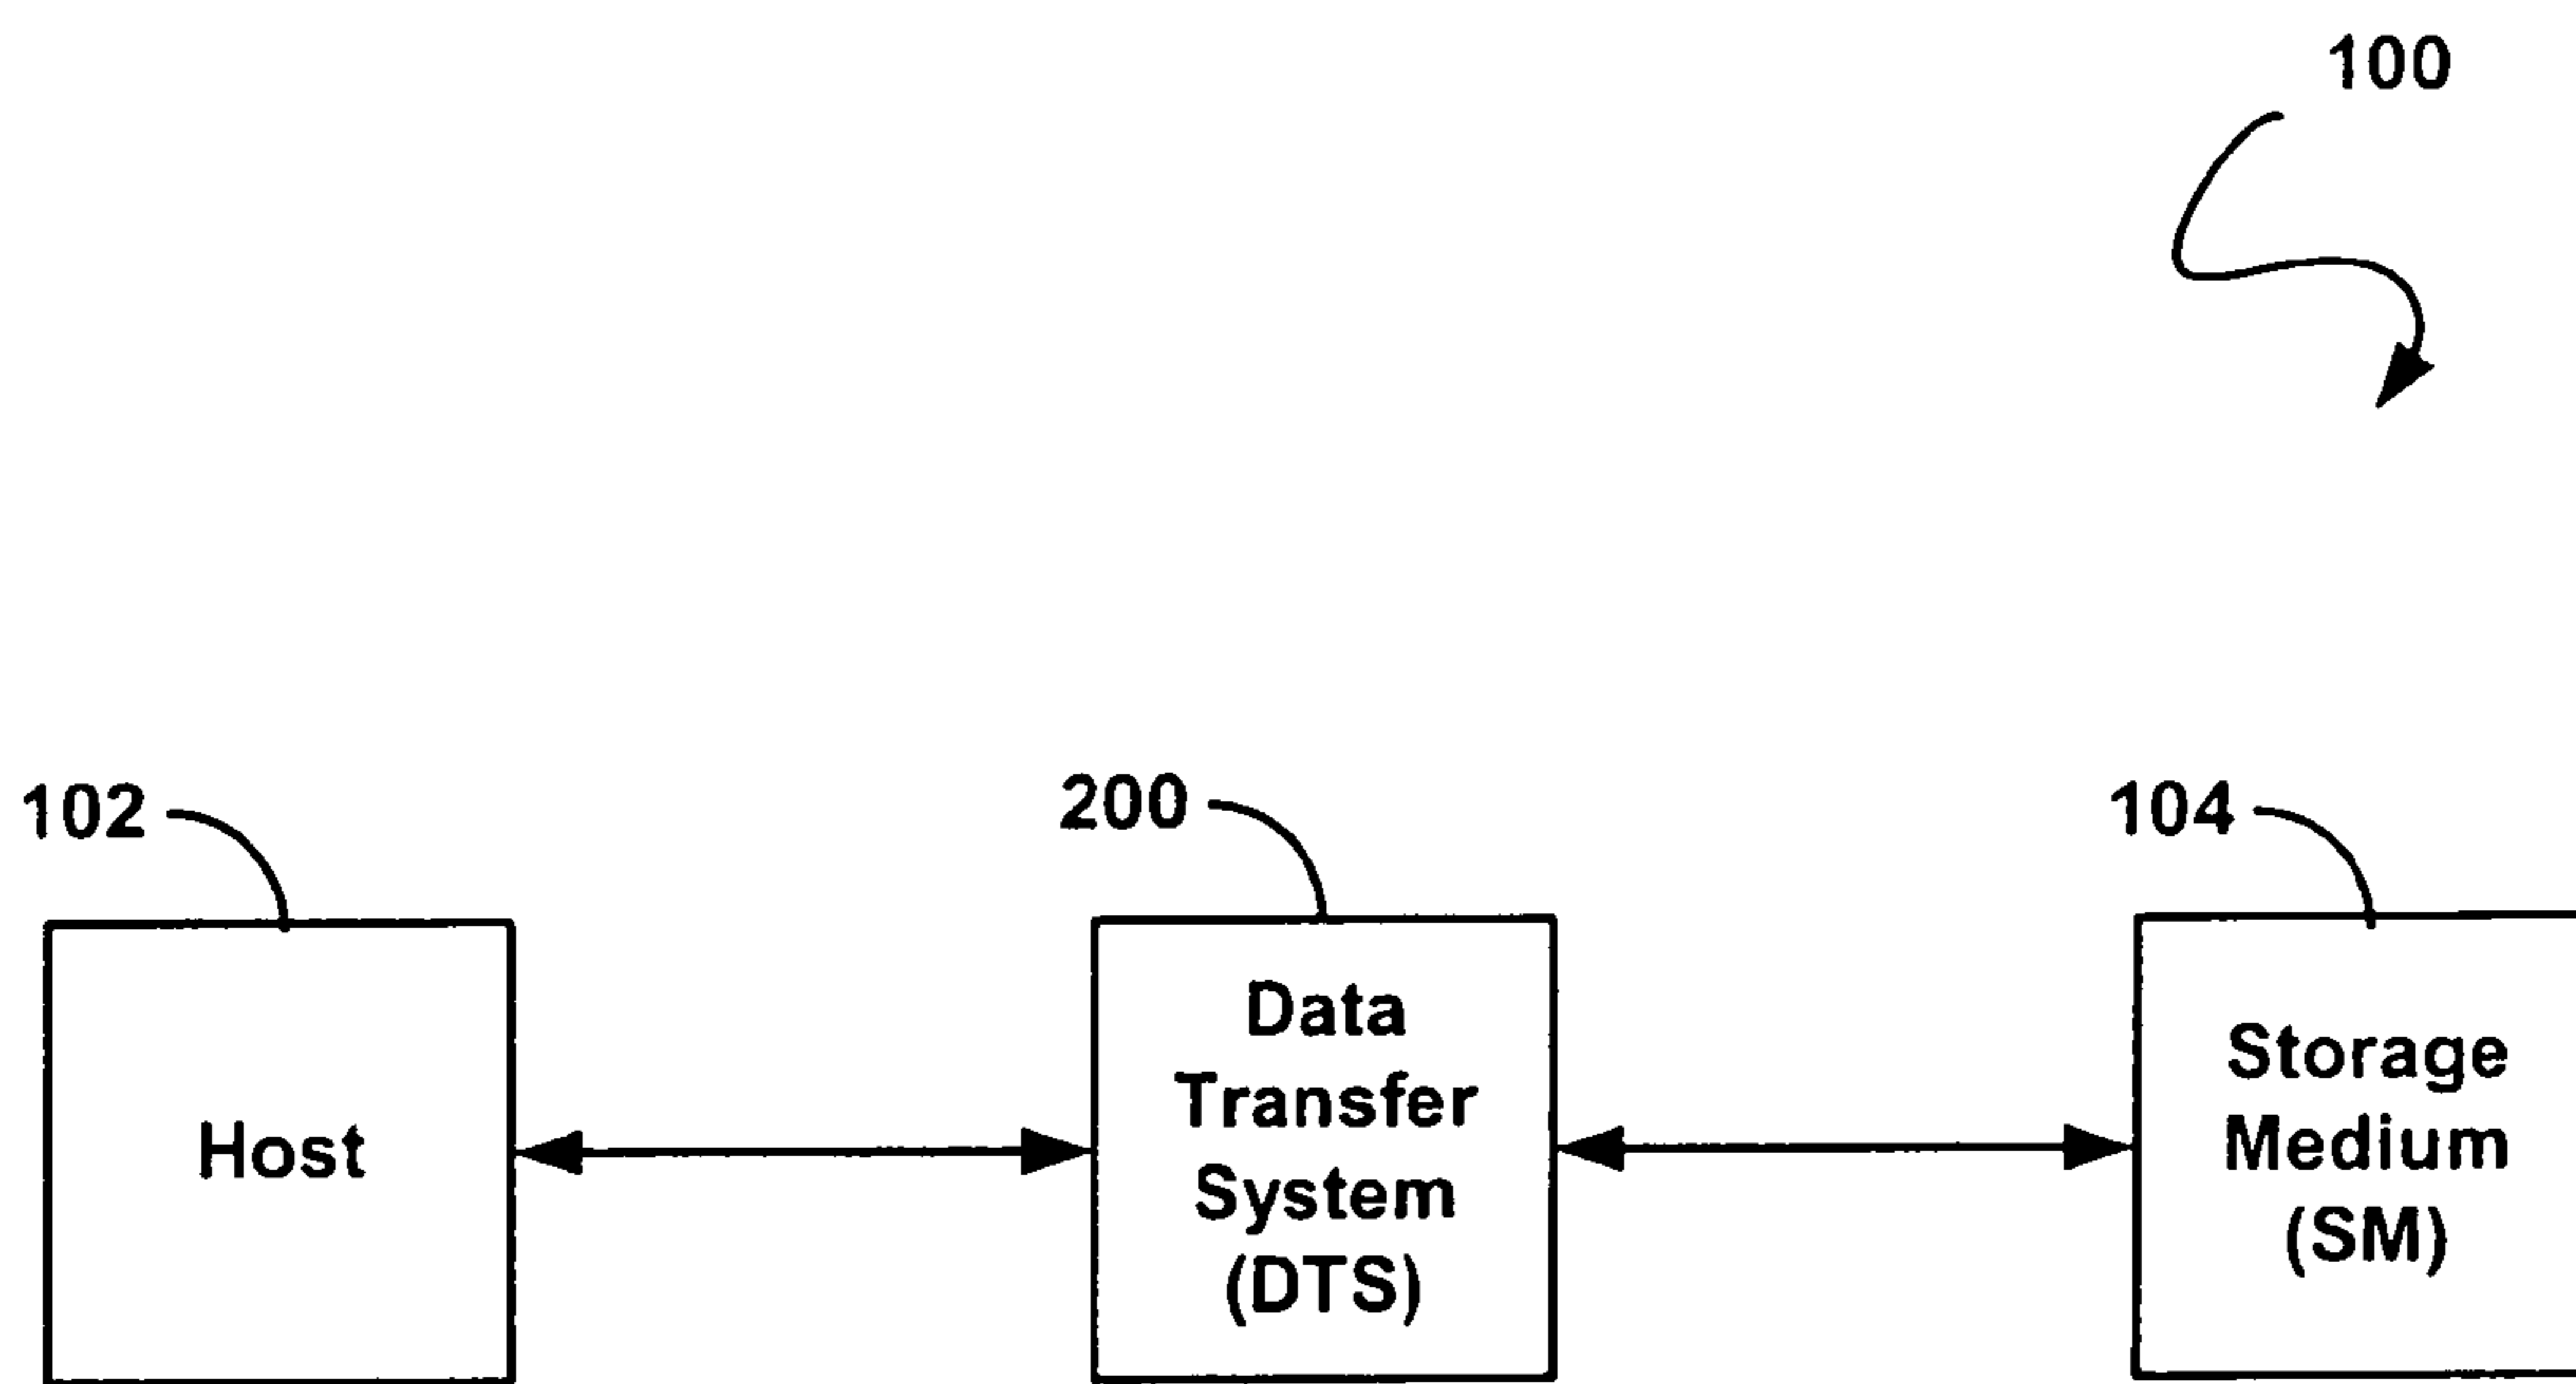 100
102
200
104
Host
Data
Transfer
System
(DTS)
Storage
Medium
(SM)